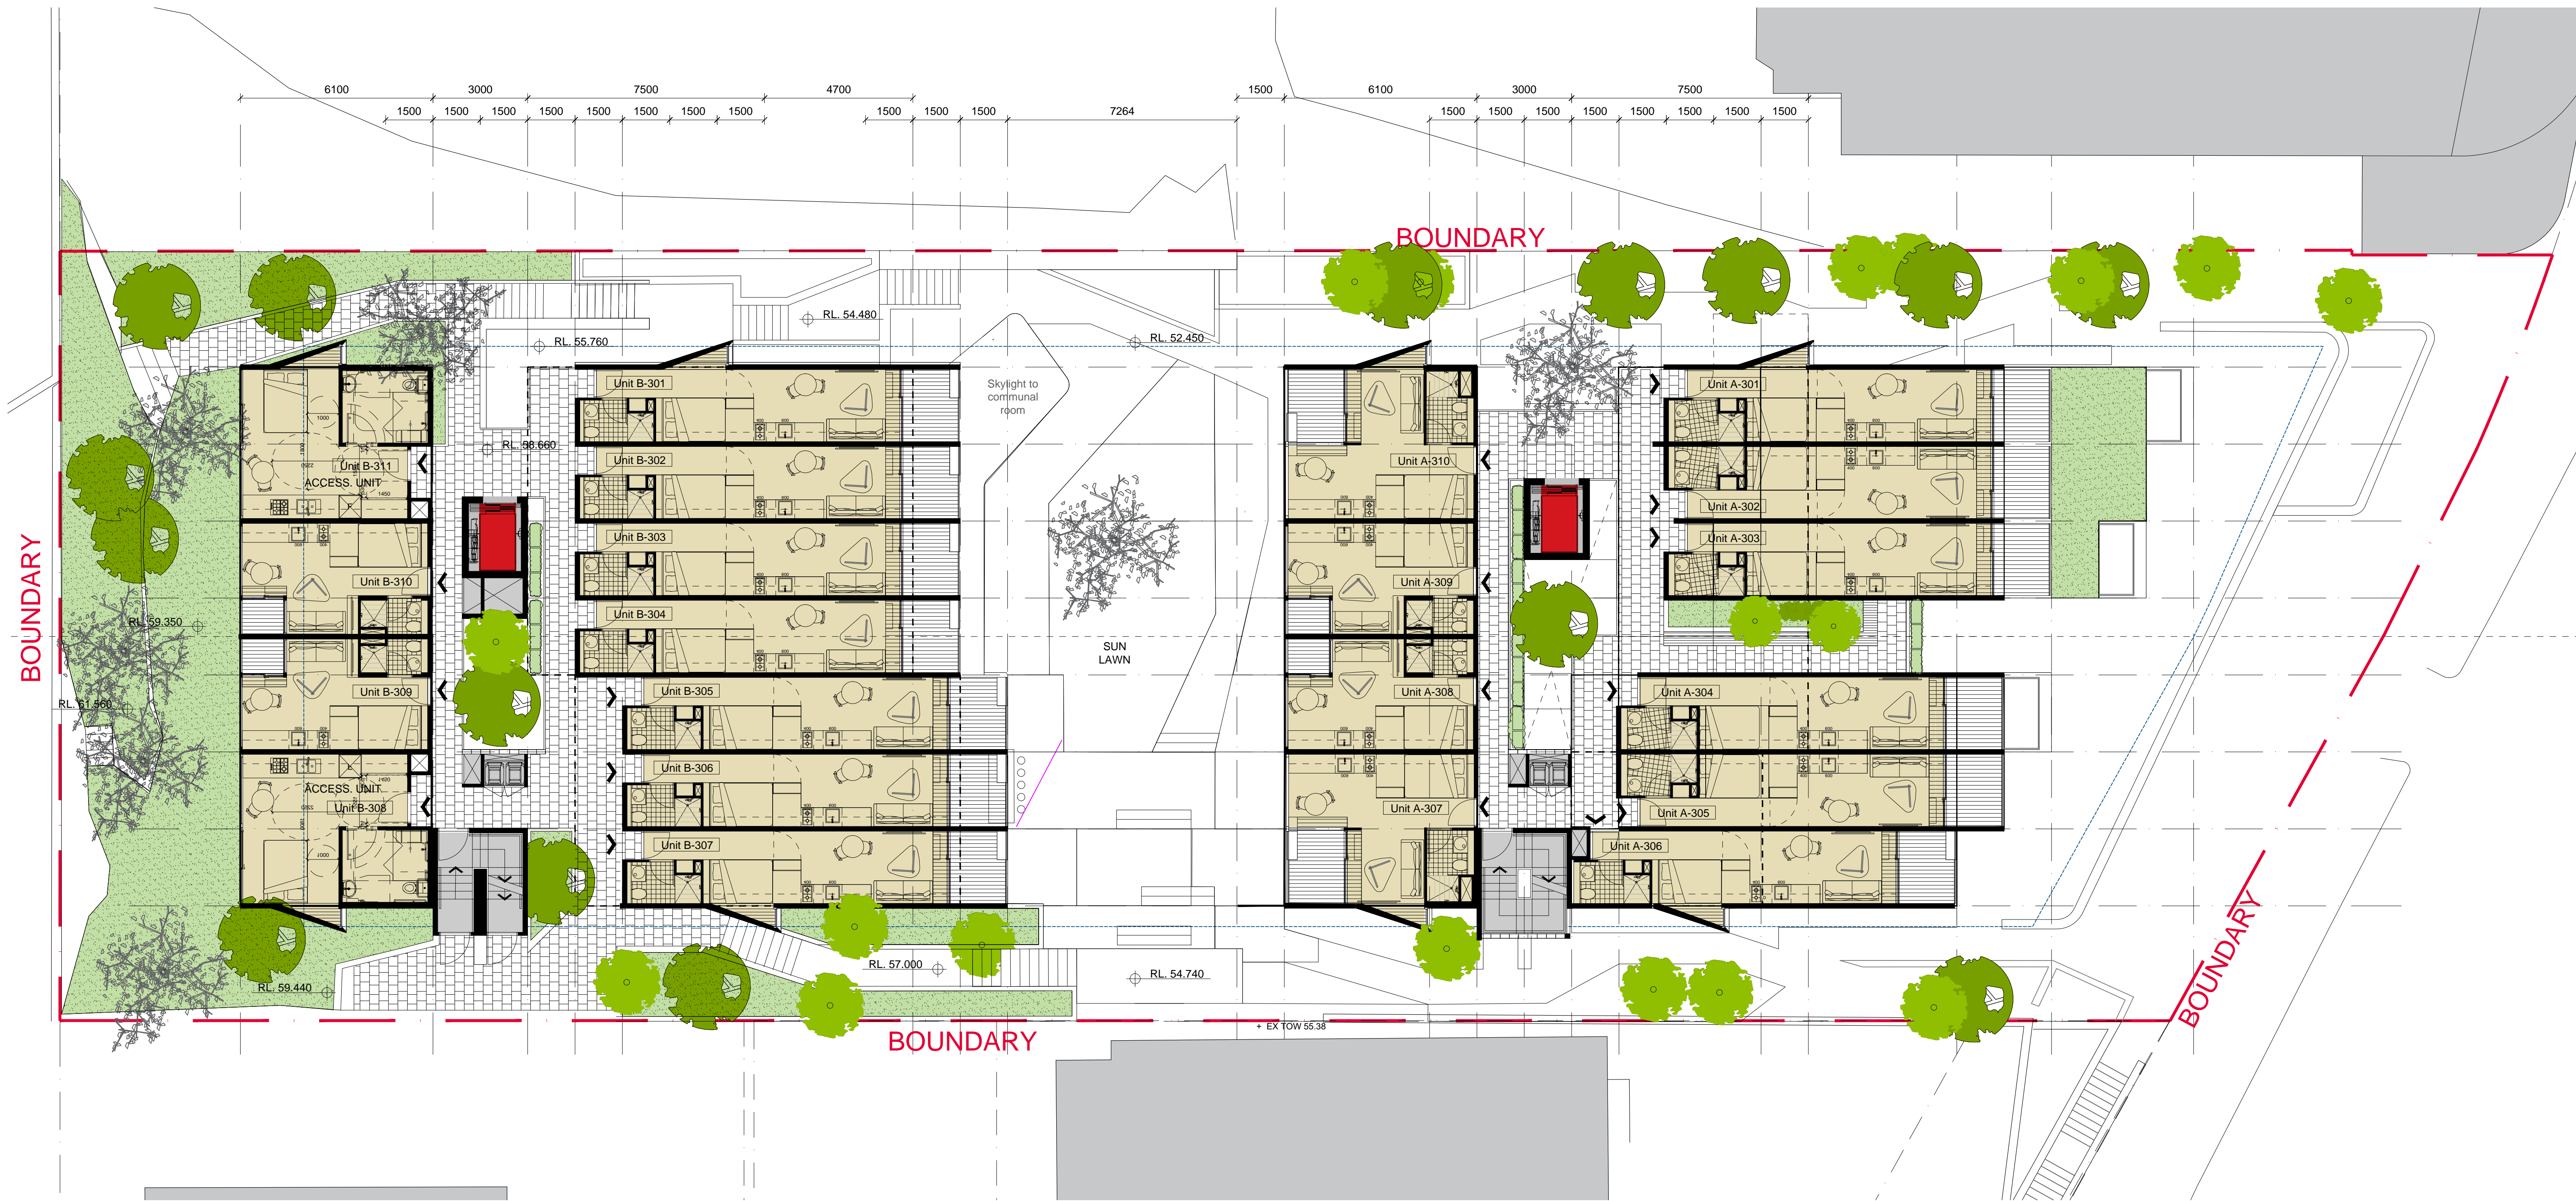 6100 3000 7500 4700 1500 6100 3000 7500
1500 1500 1500 1500 1500 1500 1500 1500 1500 1500 1500 7264 1500 1500 1500 1500 1500 1500 1500 1500
BOUNDARY
RL. 54.480
RL. 55.760
RL. 52.450
Skylight to
communal
room
Unit B-301
Unit A-301
RL. 58.660
Unit B-302
Unit A-310
Unit B-311
ACCESS. UNIT
Unit A-302
Unit B-303
Unit A-303
Unit B-310
Unit A-309
Unit B-304
RL. 59.350
BOUNDARY
SUN
LAWN
Unit B-309
Unit B-305
Unit A-308
Unit A-304
RL. 61.560
Unit B-306
ACCESS. UNIT
Unit B-308
Unit A-307
Unit A-305
Unit B-307
Unit A-306
RL. 57.000
RL. 54.740
RL. 59.440
BOUNDARY
+ EX TOW 55.38
BOUNDARY